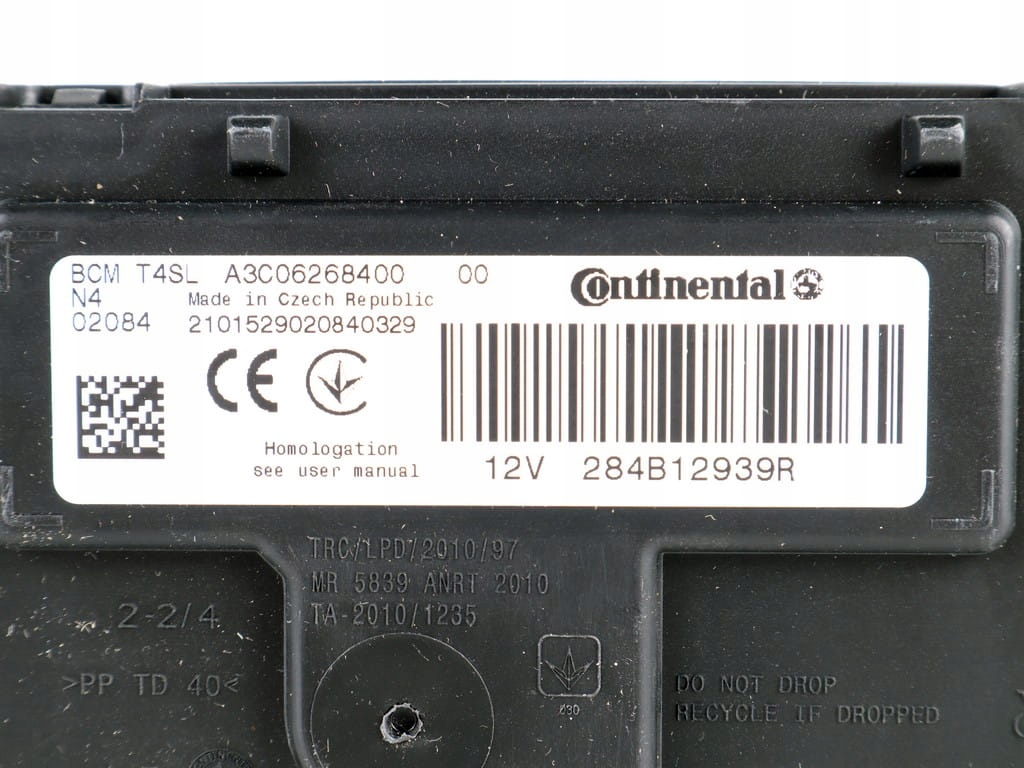 BCM T4SL A3C06268400 00
N4 Made in Czech Republic
02084 2101529020840329
Continental
CE
Homologation
see user manual
12V 284B12939R
TRC/LPD/2010/97
MR 5839 ANRT 2010
TA-2010/1235
2-2/4
>PP TD 40<
030
DO NOT DROP
RECYCLE IF DROPPED